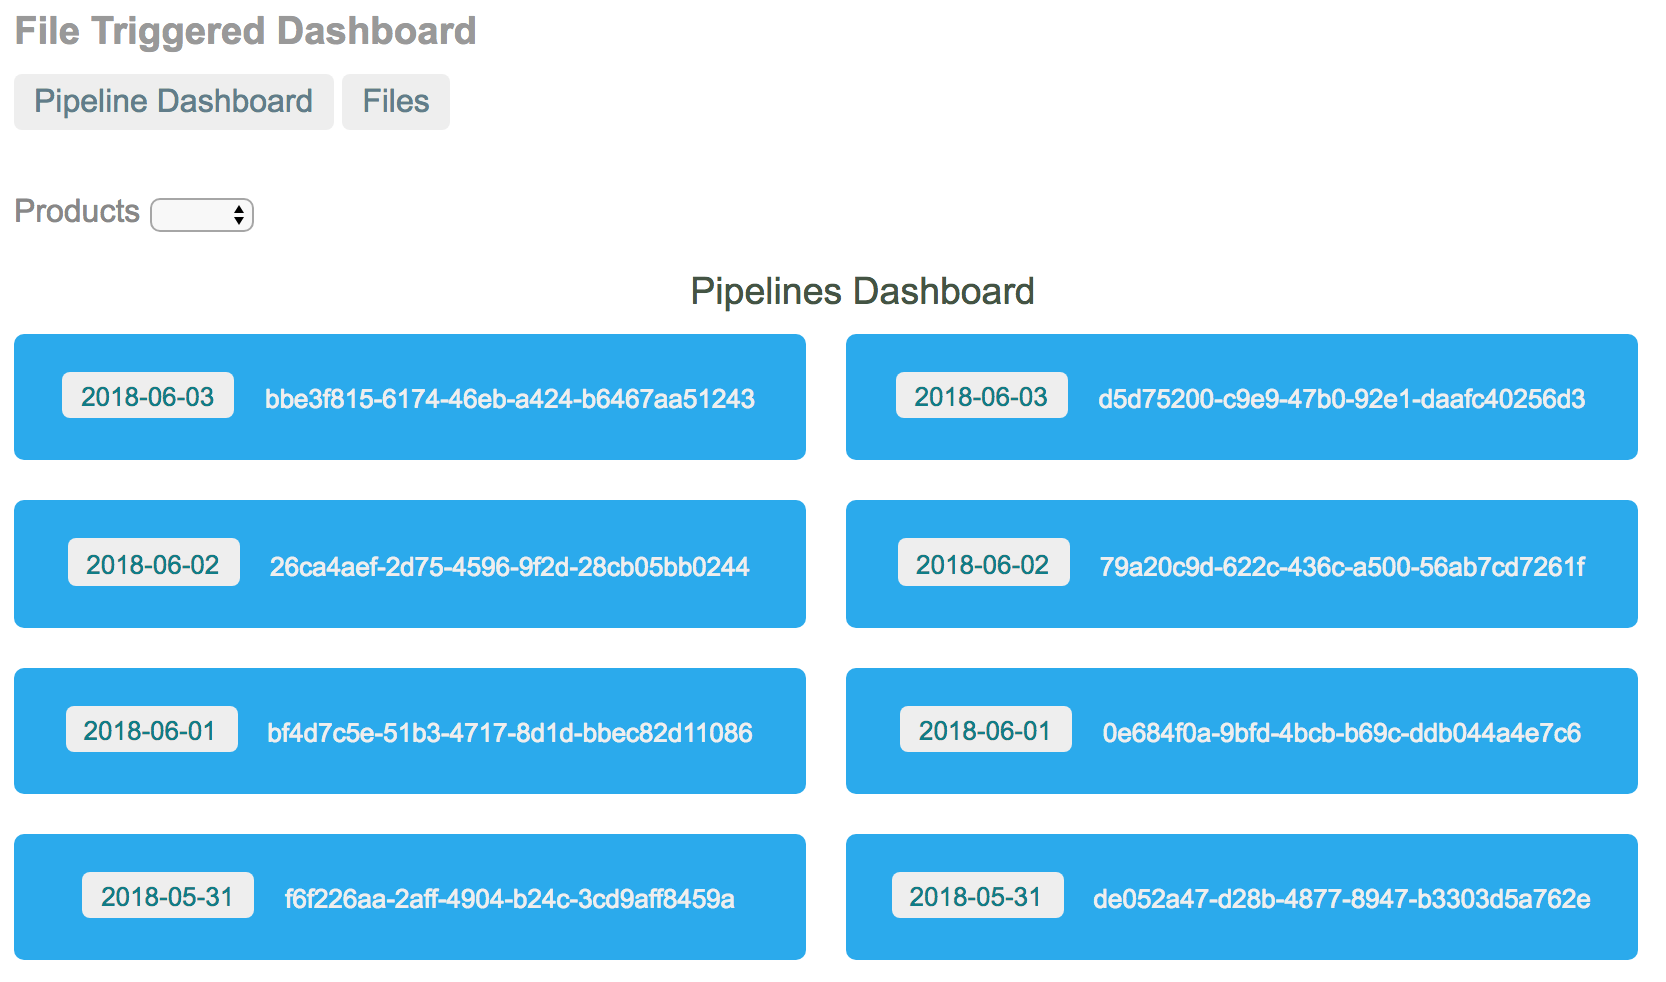 File Triggered Dashboard
Pipeline Dashboard Files
Products
Pipelines Dashboard
2018-06-03 bbe3f815-6174-46eb-a424-b6467aa51243
2018-06-03 d5d75200-c9e9-47b0-92e1-daafc40256d3
2018-06-02 26ca4aef-2d75-4596-9f2d-28cb05bb0244
2018-06-02 79a20c9d-622c-436c-a500-56ab7cd7261f
2018-06-01 bf4d7c5e-51b3-4717-8d1d-bbec82d11086
2018-06-01 0e684f0a-9bfd-4bcb-b69c-ddb044a4e7c6
2018-05-31 f6f226aa-2aff-4904-b24c-3cd9aff8459a
2018-05-31 de052a47-d28b-4877-8947-b3303d5a762e